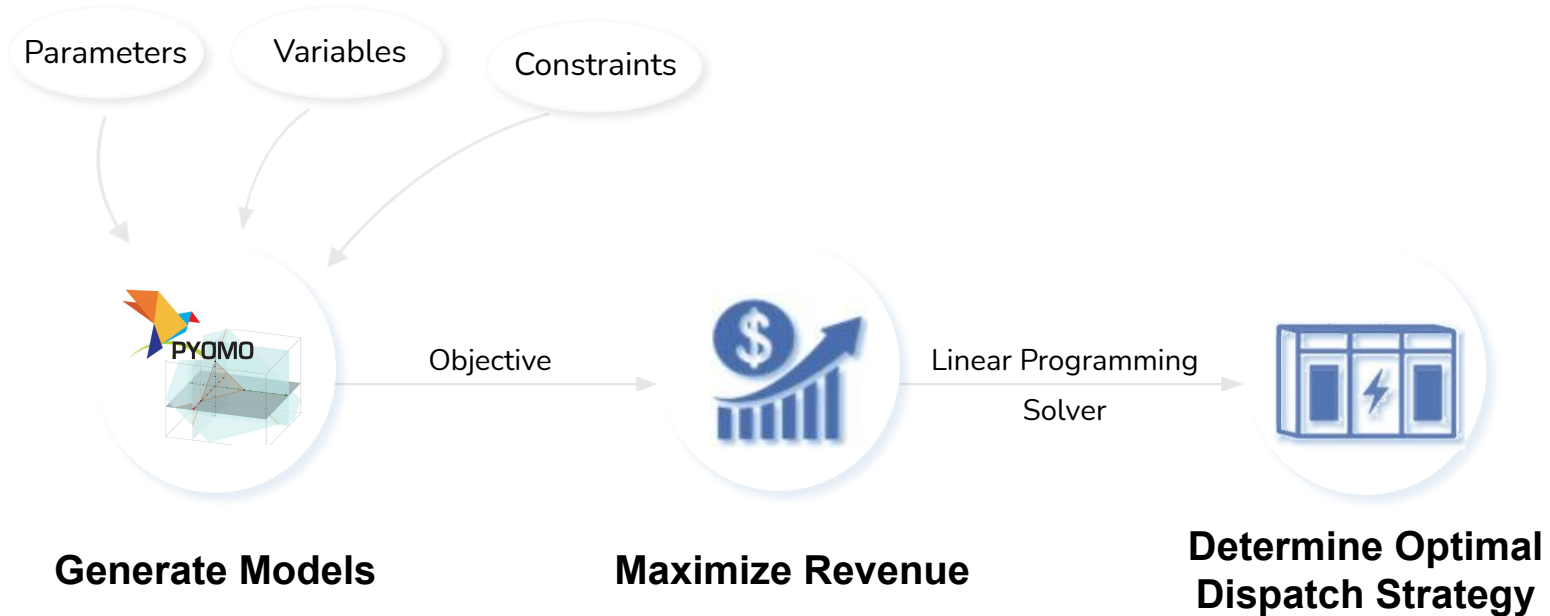 Parameters
Variables
Constraints
PYOMO
Objective
$
Linear Programming
Solver
Generate Models
Maximize Revenue
Determine Optimal
Dispatch Strategy